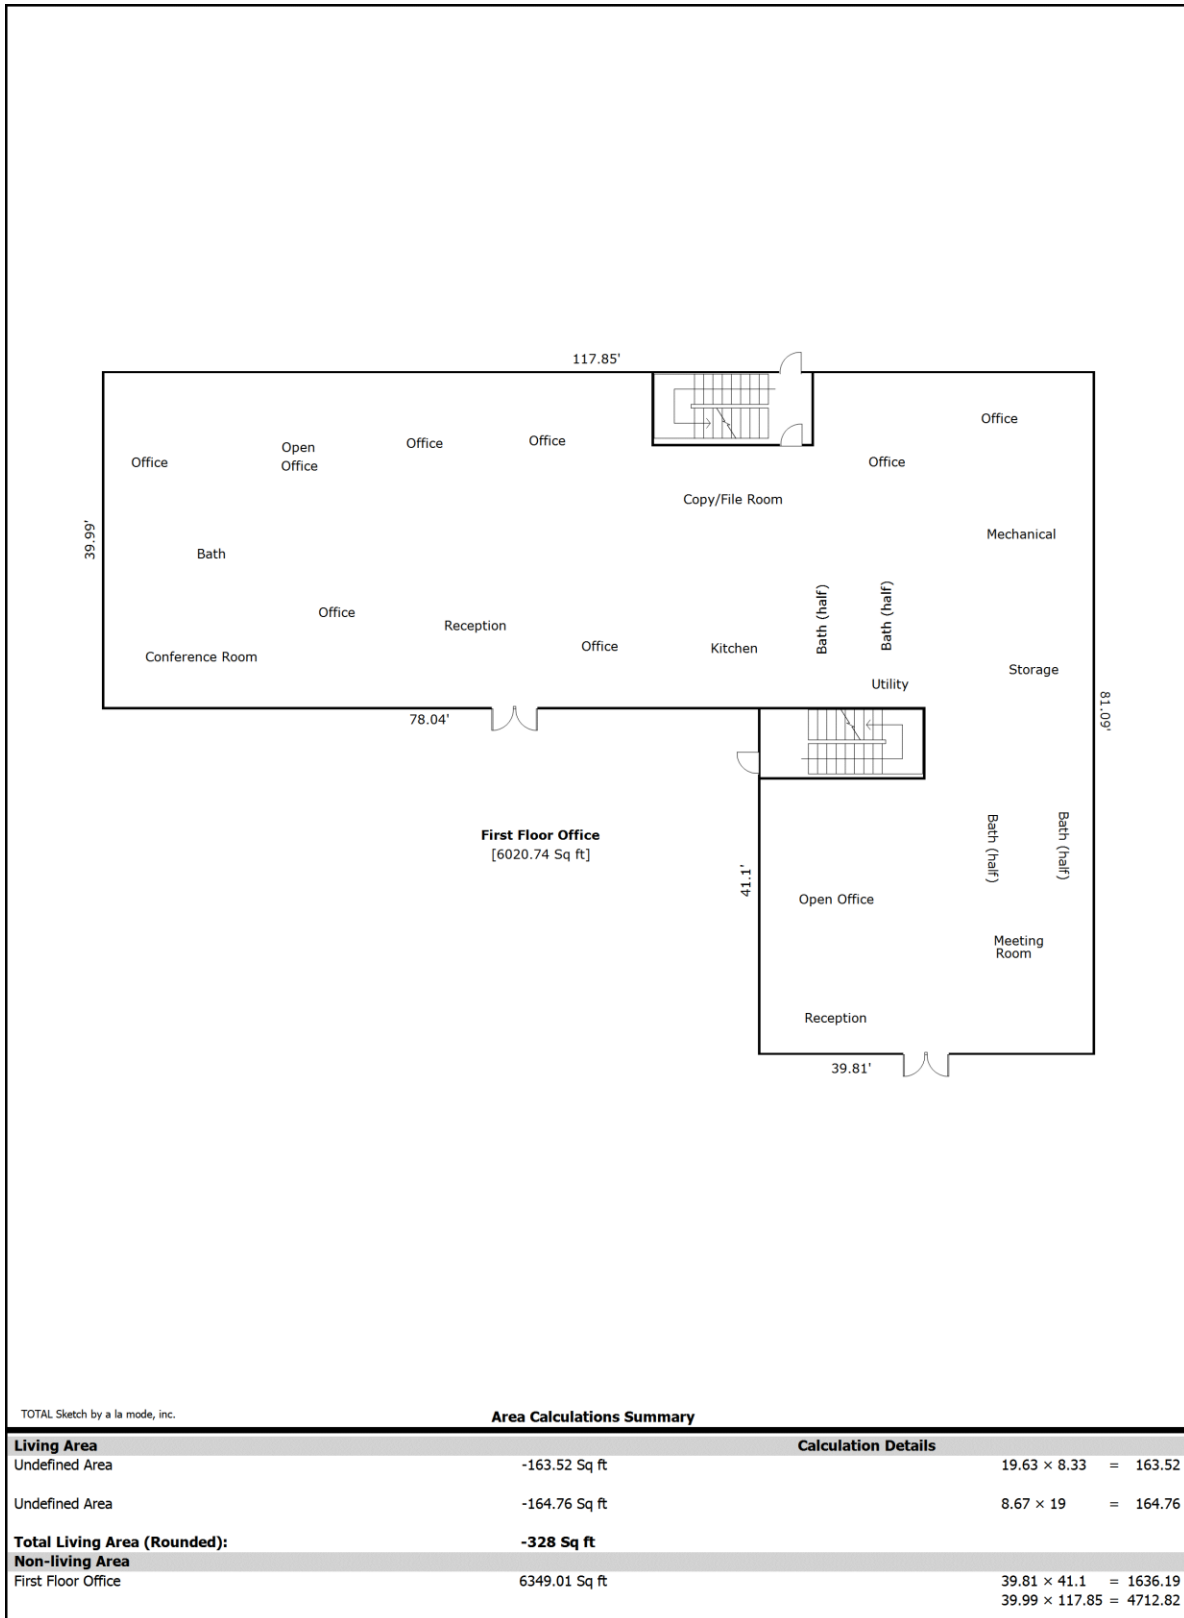 117.85'
Office
Open
Office
Office
Office
Office
Office
Copy/File Room
39.99'
Mechanical
Bath
Bath (half)
Bath (half)
Office
Reception
Office
Kitchen
Conference Room
Storage
Utility
81.09'
78.04'
First Floor Office
[6020.74 Sq ft]
41.1'
Bath (half)
Bath (half)
Open Office
Meeting
Room
Reception
39.81'
TOTAL Sketch by a la mode, inc.
Area Calculations Summary
Living Area Calculation Details
Undefined Area -163.52 Sq ft 19.63 × 8.33 = 163.52
Undefined Area -164.76 Sq ft 8.67 × 19 = 164.76
Total Living Area (Rounded): -328 Sq ft
Non-living Area
First Floor Office 6349.01 Sq ft 39.81 × 41.1 = 1636.19
39.99 × 117.85 = 4712.82